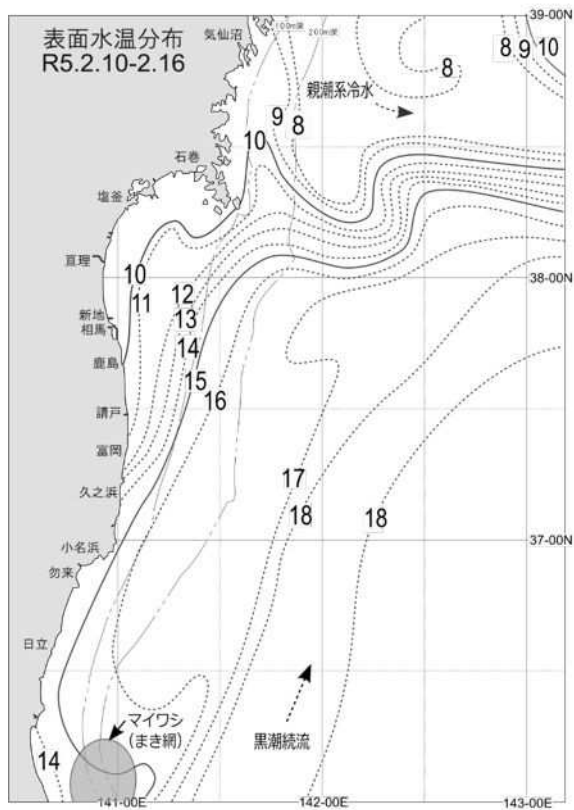 表面水温分布
R5.2.10-2.16
気仙沼
100m深
200m深
39-00N
8
9
10
8
親潮系冷水
9
8
10
石巻
塩釜
亘理
10
11
12
13
14
15
16
新地
相馬
鹿島
請戸
富岡
久之浜
小名浜
勿来
日立
38-00N
17
18
18
37-00N
マイワシ
(まき網)
黒潮続流
14
141-00E
142-00E
143-00E